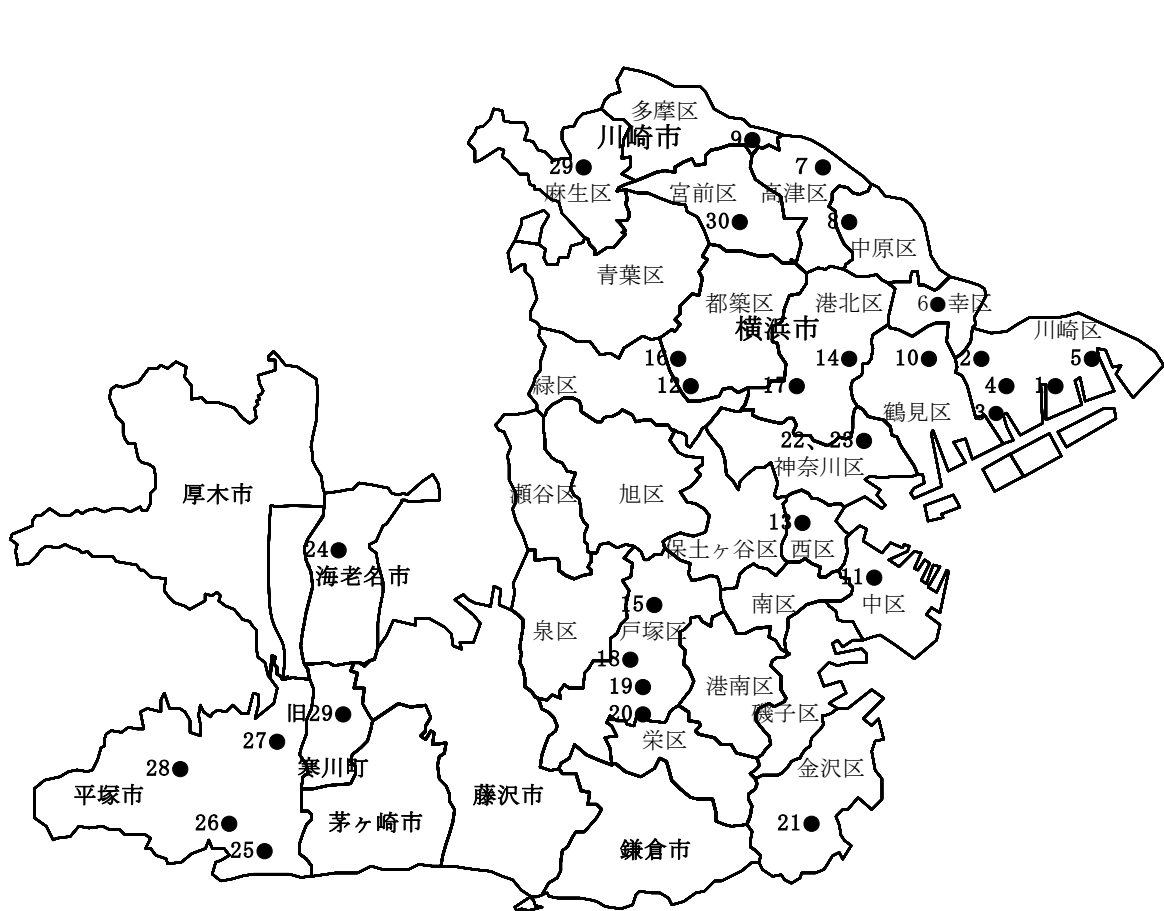 多摩区
川崎市
9
29
7
麻生区
宮前区
高津区
30
8
中原区
青葉区
都築区
港北区
6
幸区
横浜市
川崎区
16
14
10
2
5
緑区
12
17
4
1
鶴見区
3
22、23
神奈川区
厚木市
瀬谷区
旭区
13
24
保土ヶ谷区
西区
海老名市
11
15
南区
中区
泉区
戸塚区
18
19
港南区
旧29
20
磯子区
27
栄区
28
寒川町
金沢区
平塚市
藤沢市
26
茅ヶ崎市
21
25
鎌倉市